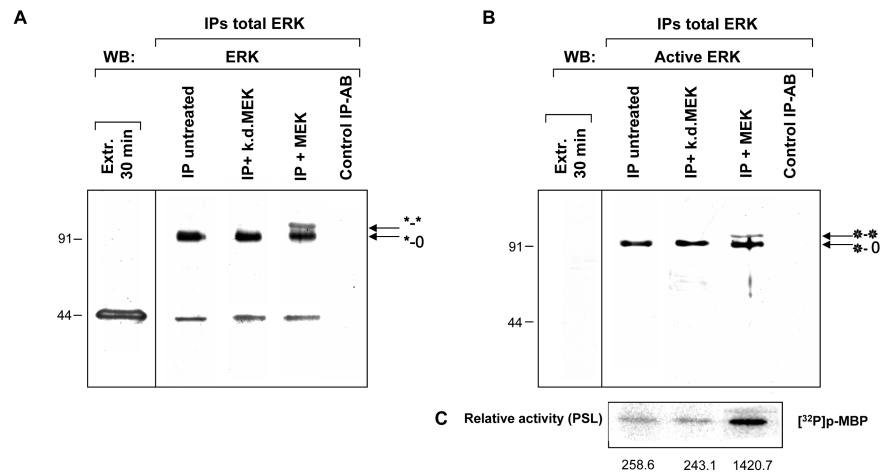 A
IPs total ERK
WB: ERK
Extr. 30 min
IP untreated
IP+ k.d.MEK
IP + MEK
Control IP-AB
91
44
*-*
*-0
B
IPs total ERK
WB: Active ERK
Extr. 30 min
IP untreated
IP+ k.d.MEK
IP + MEK
Control IP-AB
91
44
*-*
*- 0
C Relative activity (PSL) [³²P]p-MBP
258.6 243.1 1420.7